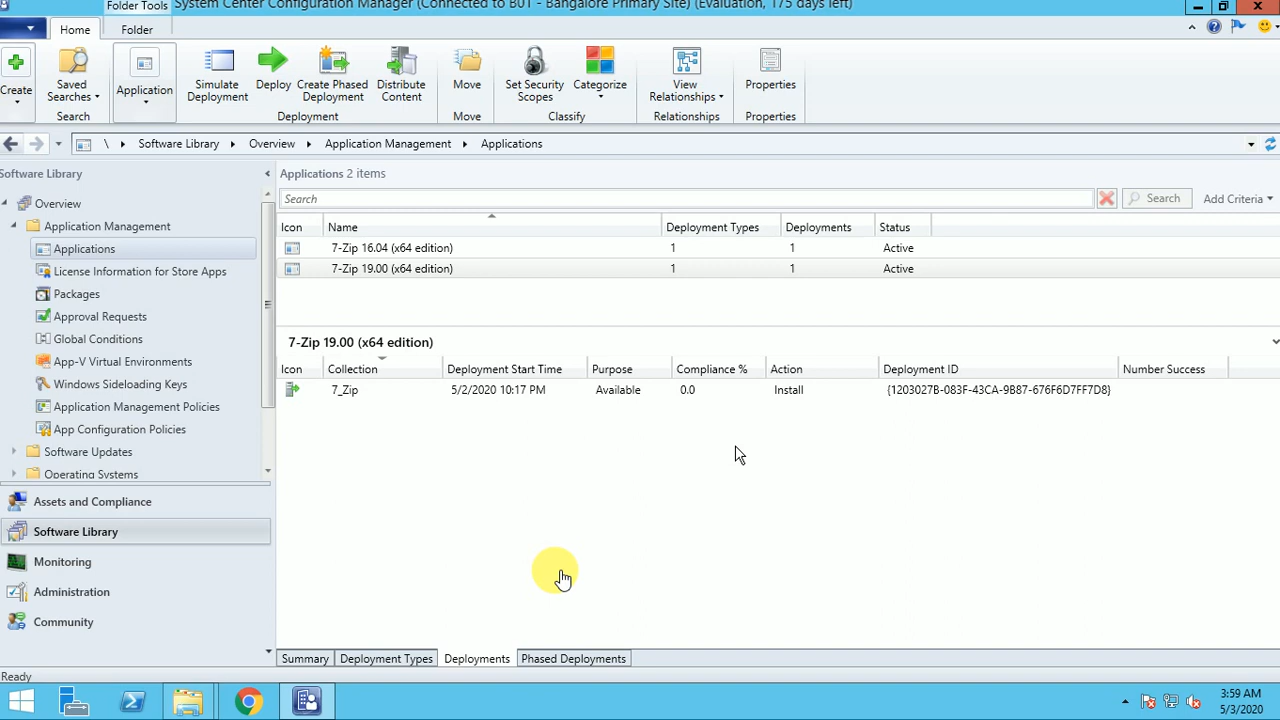 Folder Tools
System Center Configuration Manager (Connected to B01 - Bangalore Primary Site) (Evaluation, 175 days left)
Home
Folder
Create
Saved Searches
Search
Application
Simulate Deployment
Deploy
Create Phased Deployment
Distribute Content
Deployment
Move
Move
Set Security Scopes
Categorize
Classify
View Relationships
Relationships
Properties
Properties
\ Software Library Overview Application Management Applications
Software Library
Overview
Application Management
Applications
License Information for Store Apps
Packages
Approval Requests
Global Conditions
App-V Virtual Environments
Windows Sideloading Keys
Application Management Policies
App Configuration Policies
Software Updates
Operating Systems
Assets and Compliance
Software Library
Monitoring
Administration
Community
Applications 2 items
Search
Search
Add Criteria
Icon Name Deployment Types Deployments Status
7-Zip 16.04 (x64 edition) 1 1 Active
7-Zip 19.00 (x64 edition) 1 1 Active
7-Zip 19.00 (x64 edition)
Icon Collection Deployment Start Time Purpose Compliance % Action Deployment ID Number Success
7_Zip 5/2/2020 10:17 PM Available 0.0 Install {1203027B-083F-43CA-9B87-676F6D7FF7D8}
Summary Deployment Types Deployments Phased Deployments
Ready
3:59 AM
5/3/2020